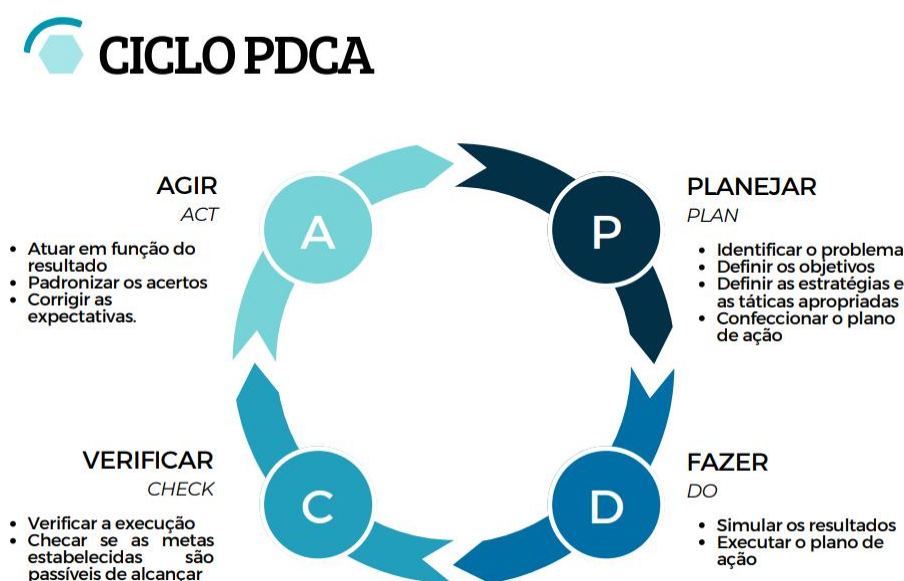 CICLO PDCA
AGIR
ACT
• Atuar em função do
resultado
• Padronizar os acertos
• Corrigir as
expectativas.
A
P
PLANEJAR
PLAN
• Identificar o problema
• Definir os objetivos
• Definir as estratégias e
as táticas apropriadas
• Confeccionar o plano
de ação
VERIFICAR
CHECK
• Verificar a execução
• Checar se as metas
estabelecidas são
passíveis de alcançar
C
D
FAZER
DO
• Simular os resultados
• Executar o plano de
ação